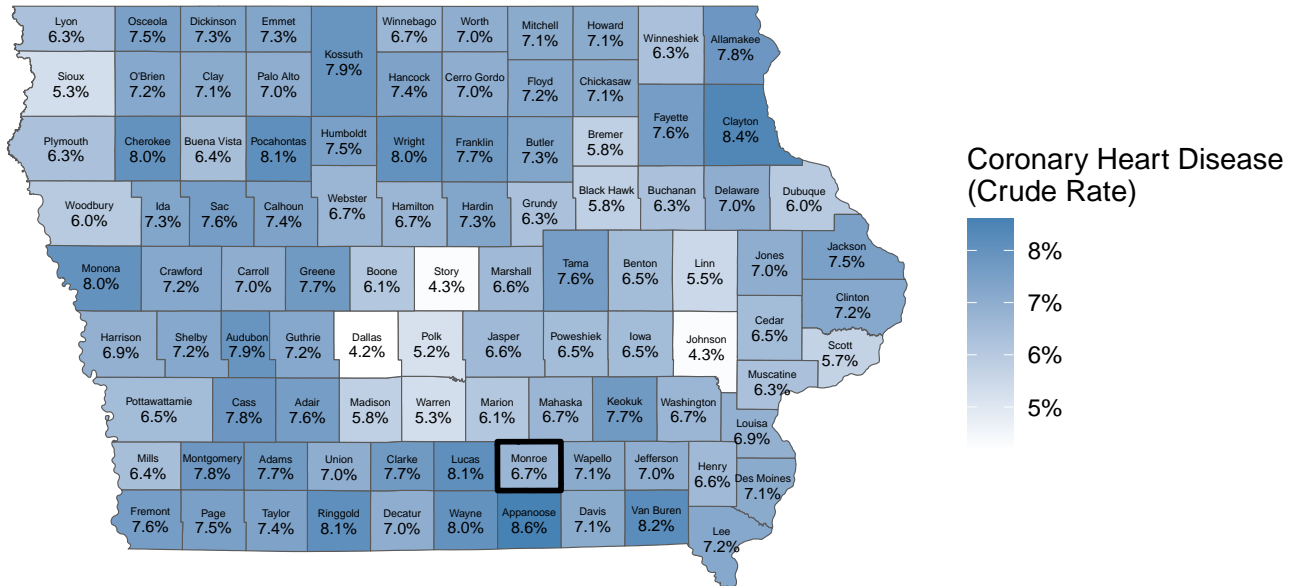 Lyon
6.3%
Osceola
7.5%
Dickinson
7.3%
Emmet
7.3%
Kossuth
7.9%
Winnebago
6.7%
Worth
7.0%
Mitchell
7.1%
Howard
7.1%
Winneshiek
6.3%
Allamakee
7.8%
Sioux
5.3%
O'Brien
7.2%
Clay
7.1%
Palo Alto
7.0%
Hancock
7.4%
Cerro Gordo
7.0%
Floyd
7.2%
Chickasaw
7.1%
Fayette
7.6%
Clayton
8.4%
Plymouth
6.3%
Cherokee
8.0%
Buena Vista
6.4%
Pocahontas
8.1%
Humboldt
7.5%
Wright
8.0%
Franklin
7.7%
Butler
7.3%
Bremer
5.8%
Woodbury
6.0%
Ida
7.3%
Sac
7.6%
Calhoun
7.4%
Webster
6.7%
Hamilton
6.7%
Hardin
7.3%
Grundy
6.3%
Black Hawk
5.8%
Buchanan
6.3%
Delaware
7.0%
Dubuque
6.0%
Monona
8.0%
Crawford
7.2%
Carroll
7.0%
Greene
7.7%
Boone
6.1%
Story
4.3%
Marshall
6.6%
Tama
7.6%
Benton
6.5%
Linn
5.5%
Jones
7.0%
Jackson
7.5%
Clinton
7.2%
Harrison
6.9%
Shelby
7.2%
Audubon
7.9%
Guthrie
7.2%
Dallas
4.2%
Polk
5.2%
Jasper
6.6%
Poweshiek
6.5%
Iowa
6.5%
Johnson
4.3%
Cedar
6.5%
Scott
5.7%
Muscatine
6.3%
Pottawattamie
6.5%
Cass
7.8%
Adair
7.6%
Madison
5.8%
Warren
5.3%
Marion
6.1%
Mahaska
6.7%
Keokuk
7.7%
Washington
6.7%
Louisa
6.9%
Mills
6.4%
Montgomery
7.8%
Adams
7.7%
Union
7.0%
Clarke
7.7%
Lucas
8.1%
Monroe
6.7%
Wapello
7.1%
Jefferson
7.0%
Henry
6.6%
Des Moines
7.1%
Fremont
7.6%
Page
7.5%
Taylor
7.4%
Ringgold
8.1%
Decatur
7.0%
Wayne
8.0%
Appanoose
8.6%
Davis
7.1%
Van Buren
8.2%
Lee
7.2%
Coronary Heart Disease
(Crude Rate)
8%
7%
6%
5%